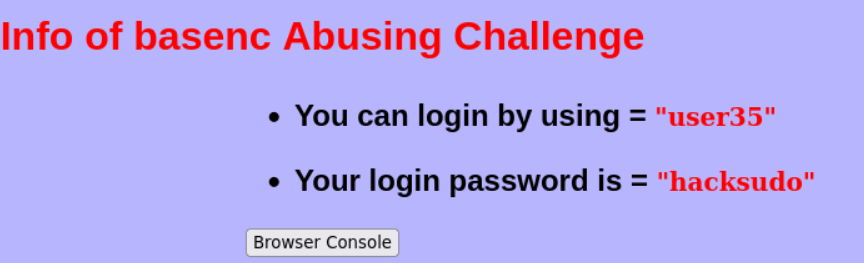 Info of basenc Abusing Challenge
• You can login by using = "user35"
• Your login password is = "hacksudo"
Browser Console